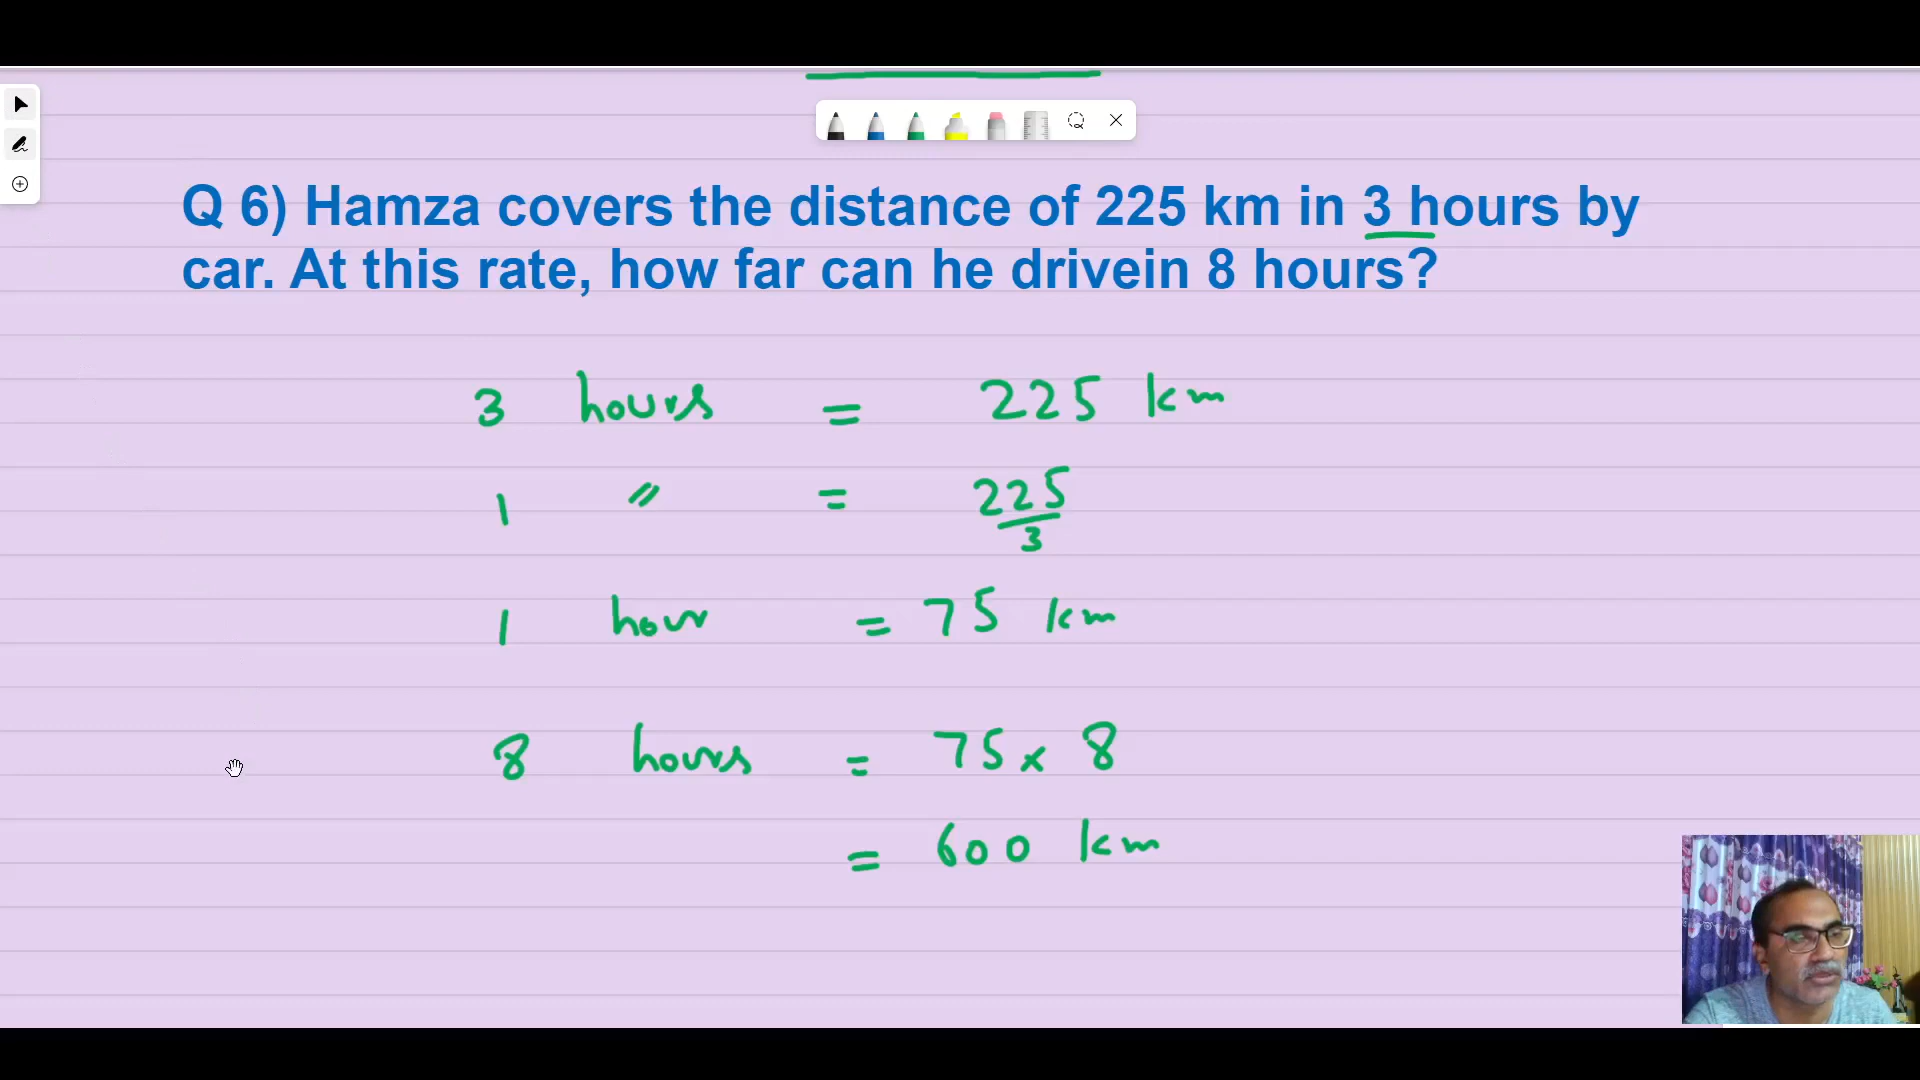 Q 6) Hamza covers the distance of 225 km in 3 hours by
car. At this rate, how far can he drivein 8 hours?
3 hours = 225 km
1 〃 = 225/3
1 hour = 75 km
8 hours = 75 x 8
= 600 km